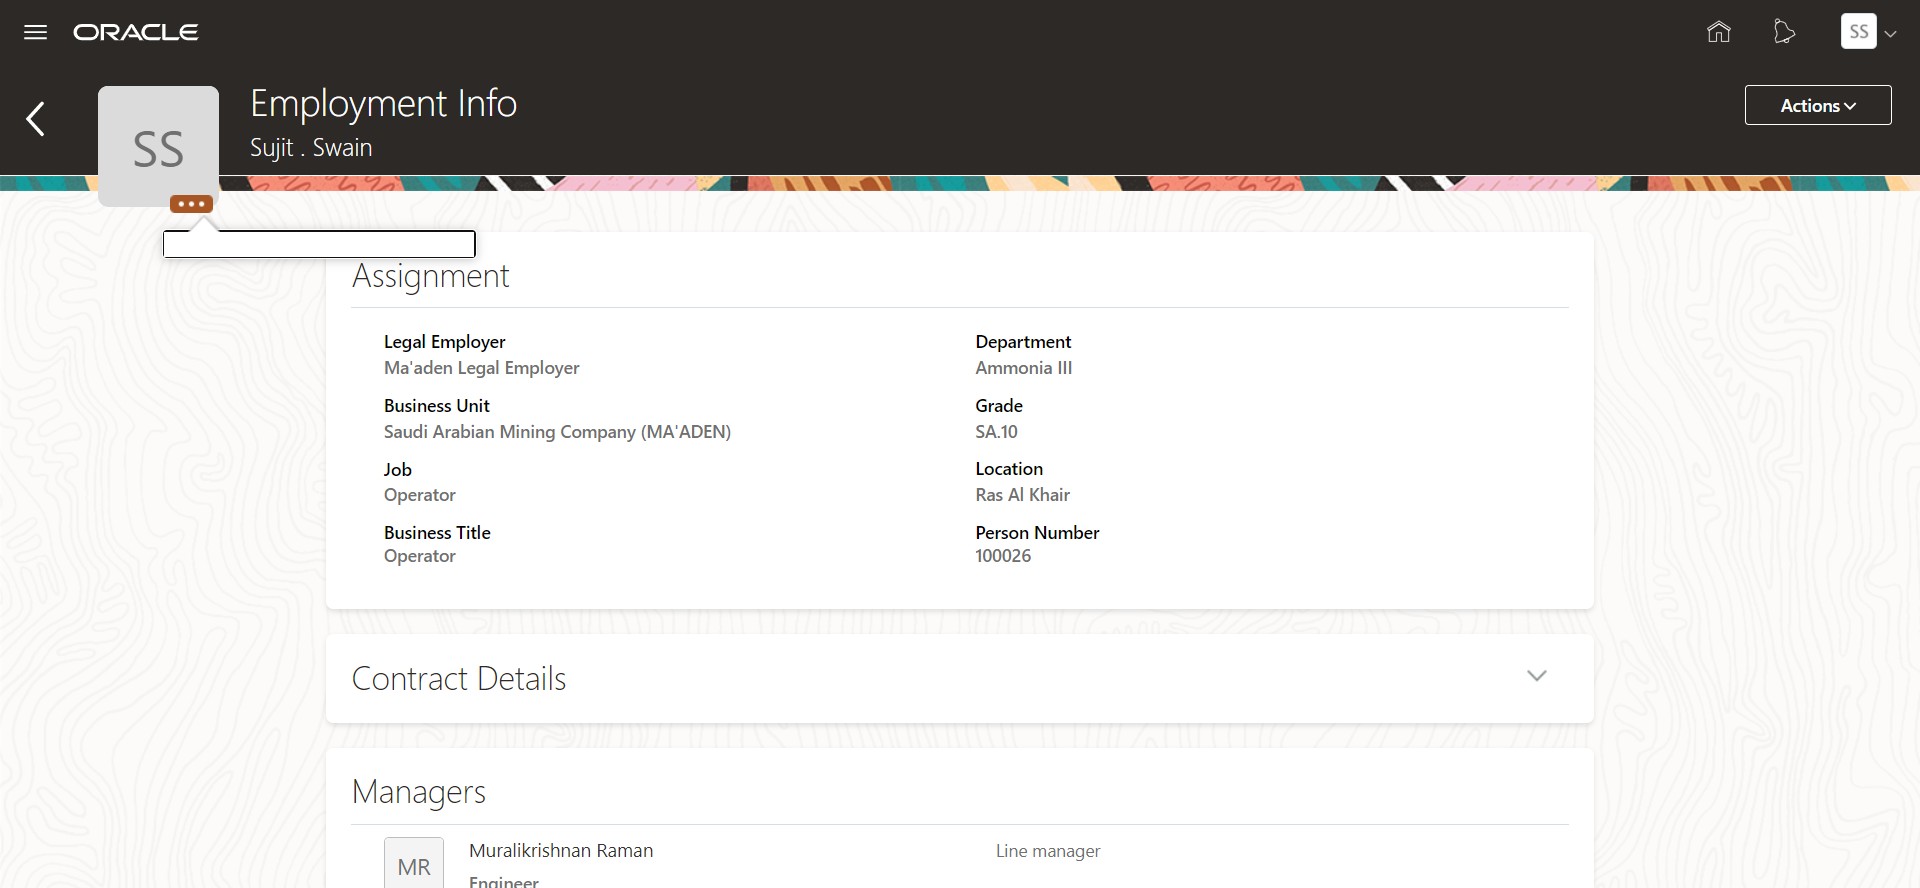 ORACLE
SS
SS
Employment Info
Sujit . Swain
Actions
Assignment
Legal Employer
Ma'aden Legal Employer
Department
Ammonia III
Business Unit
Saudi Arabian Mining Company (MA'ADEN)
Grade
SA.10
Job
Operator
Location
Ras Al Khair
Business Title
Operator
Person Number
100026
Contract Details
Managers
MR
Muralikrishnan Raman
Line manager
Engineer